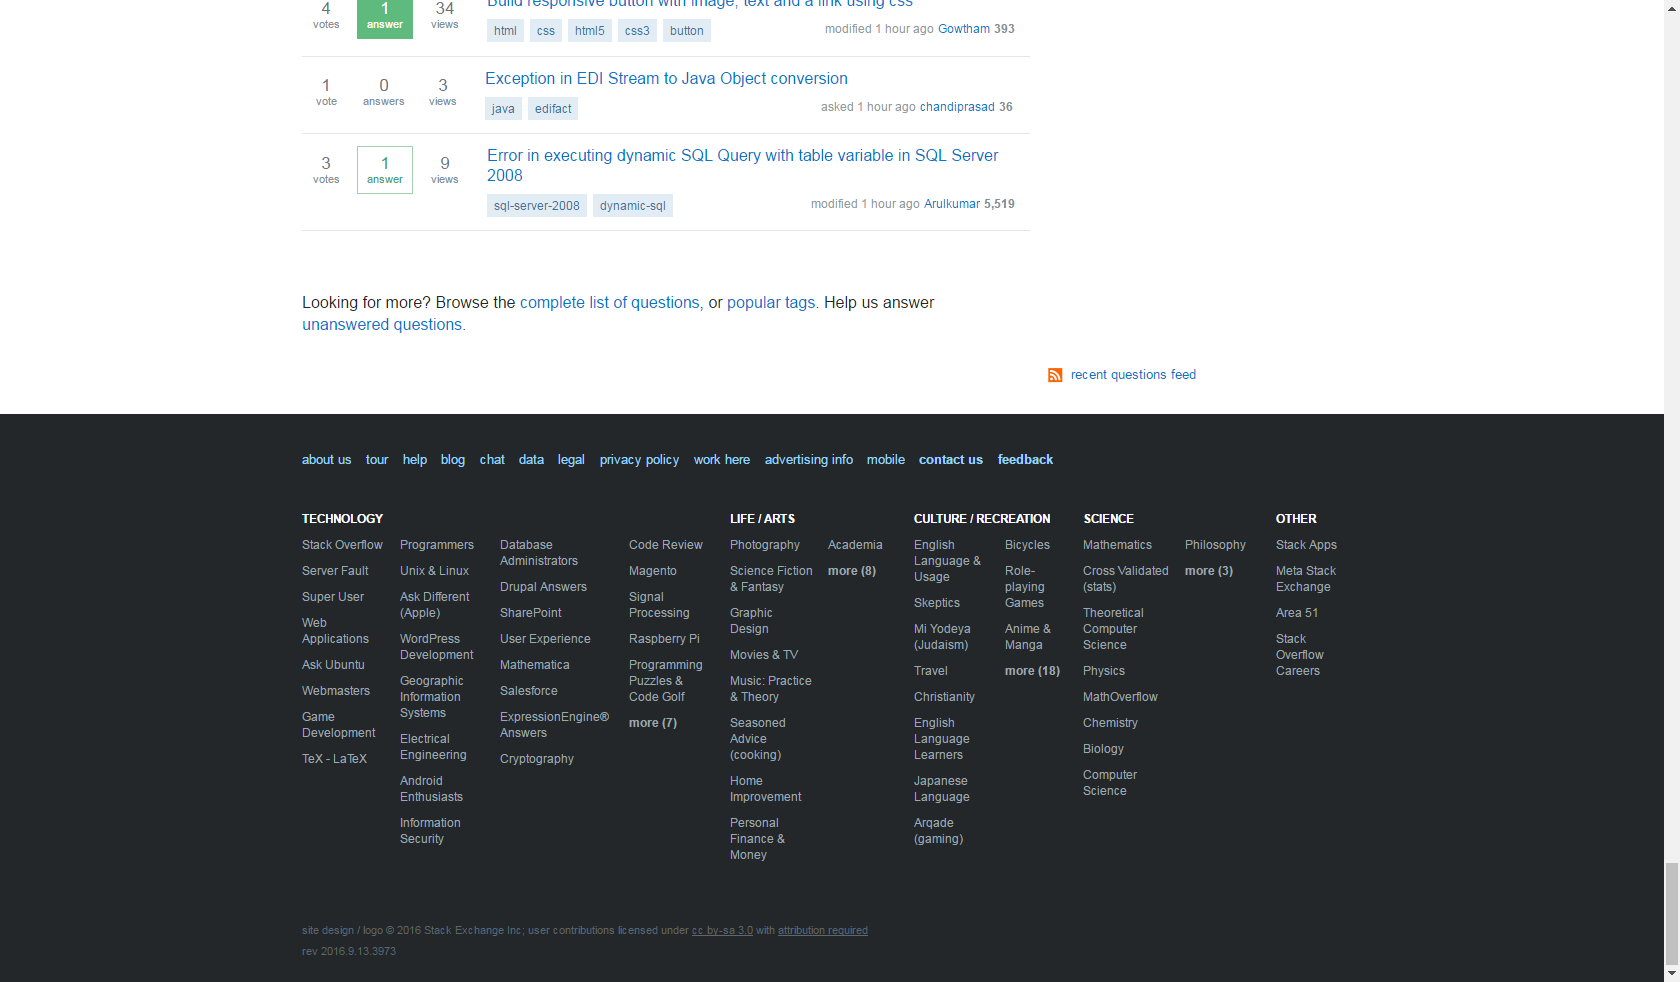 Build responsive button with image, text and a link using css
4 1 34
votes answer views
html css html5 css3 button
modified 1 hour ago Gowtham 393
Exception in EDI Stream to Java Object conversion
1 0 3
vote answers views
java edifact
asked 1 hour ago chandiprasad 36
Error in executing dynamic SQL Query with table variable in SQL Server
2008
3 1 9
votes answer views
sql-server-2008 dynamic-sql
modified 1 hour ago Arulkumar 5,519
Looking for more? Browse the complete list of questions, or popular tags. Help us answer
unanswered questions.
recent questions feed
about us tour help blog chat data legal privacy policy work here advertising info mobile contact us feedback
TECHNOLOGY
Stack Overflow
Server Fault
Super User
Web
Applications
Ask Ubuntu
Webmasters
Game
Development
TeX - LaTeX
Programmers
Unix & Linux
Ask Different
(Apple)
WordPress
Development
Geographic
Information
Systems
Electrical
Engineering
Android
Enthusiasts
Information
Security
Database
Administrators
Drupal Answers
SharePoint
User Experience
Mathematica
Salesforce
ExpressionEngine®
Answers
Cryptography
Code Review
Magento
Signal
Processing
Raspberry Pi
Programming
Puzzles &
Code Golf
more (7)
LIFE / ARTS
Photography
Science Fiction
& Fantasy
Graphic
Design
Movies & TV
Music: Practice
& Theory
Seasoned
Advice
(cooking)
Home
Improvement
Personal
Finance &
Money
Academia
more (8)
CULTURE / RECREATION
English
Language &
Usage
Skeptics
Mi Yodeya
(Judaism)
Travel
Christianity
English
Language
Learners
Japanese
Language
Arqade
(gaming)
Bicycles
Role-
playing
Games
Anime &
Manga
more (18)
SCIENCE
Mathematics
Cross Validated
(stats)
Theoretical
Computer
Science
Physics
MathOverflow
Chemistry
Biology
Computer
Science
Philosophy
more (3)
OTHER
Stack Apps
Meta Stack
Exchange
Area 51
Stack
Overflow
Careers
site design / logo © 2016 Stack Exchange Inc; user contributions licensed under cc by-sa 3.0 with attribution required
rev 2016.9.13.3973